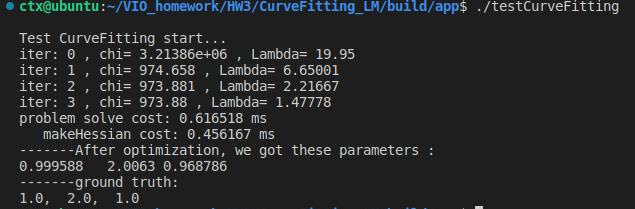 ctx@ubuntu:~/VIO_homework/HW3/CurveFitting_LM/build/app$ ./testCurveFitting
Test CurveFitting start...
iter: 0 , chi= 3.21386e+06 , Lambda= 19.95
iter: 1 , chi= 974.658 , Lambda= 6.65001
iter: 2 , chi= 973.881 , Lambda= 2.21667
iter: 3 , chi= 973.88 , Lambda= 1.47778
problem solve cost: 0.616518 ms
   makeHessian cost: 0.456167 ms
-------After optimization, we got these parameters :
0.999588   2.0063 0.968786
-------ground truth:
1.0,  2.0,  1.0